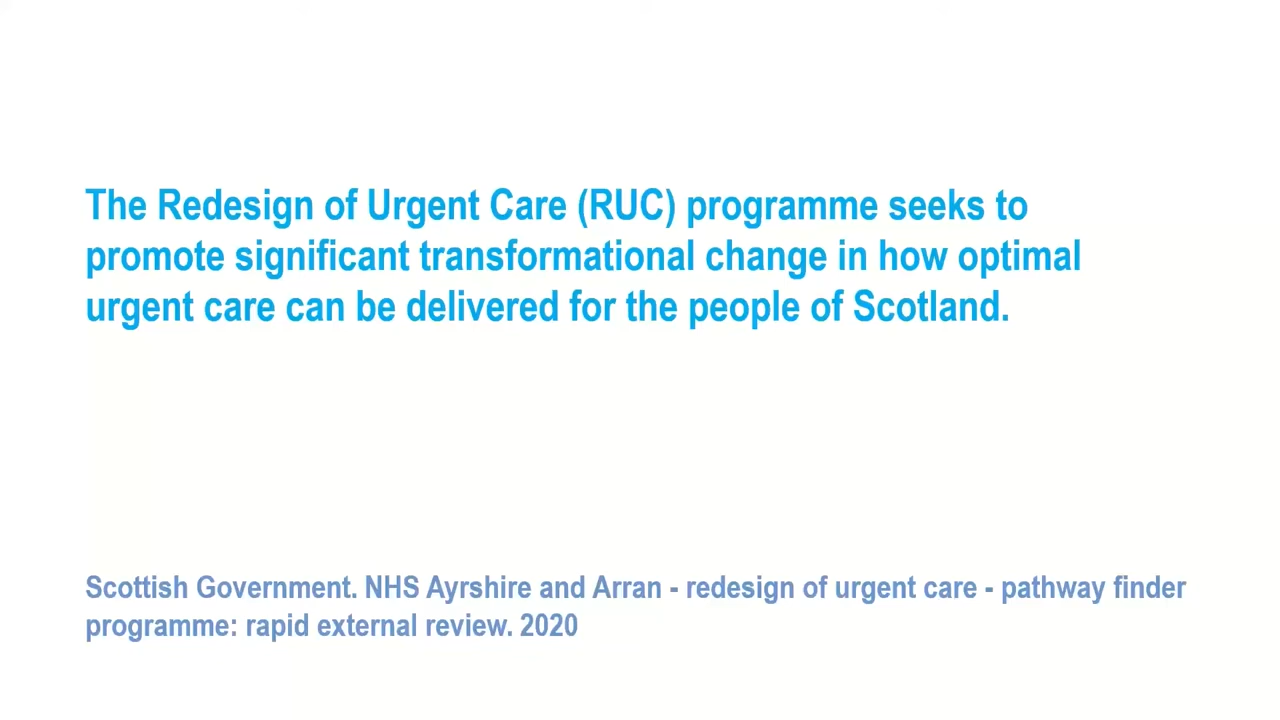 The Redesign of Urgent Care (RUC) programme seeks to
promote significant transformational change in how optimal
urgent care can be delivered for the people of Scotland.
Scottish Government. NHS Ayrshire and Arran - redesign of urgent care - pathway finder
programme: rapid external review. 2020